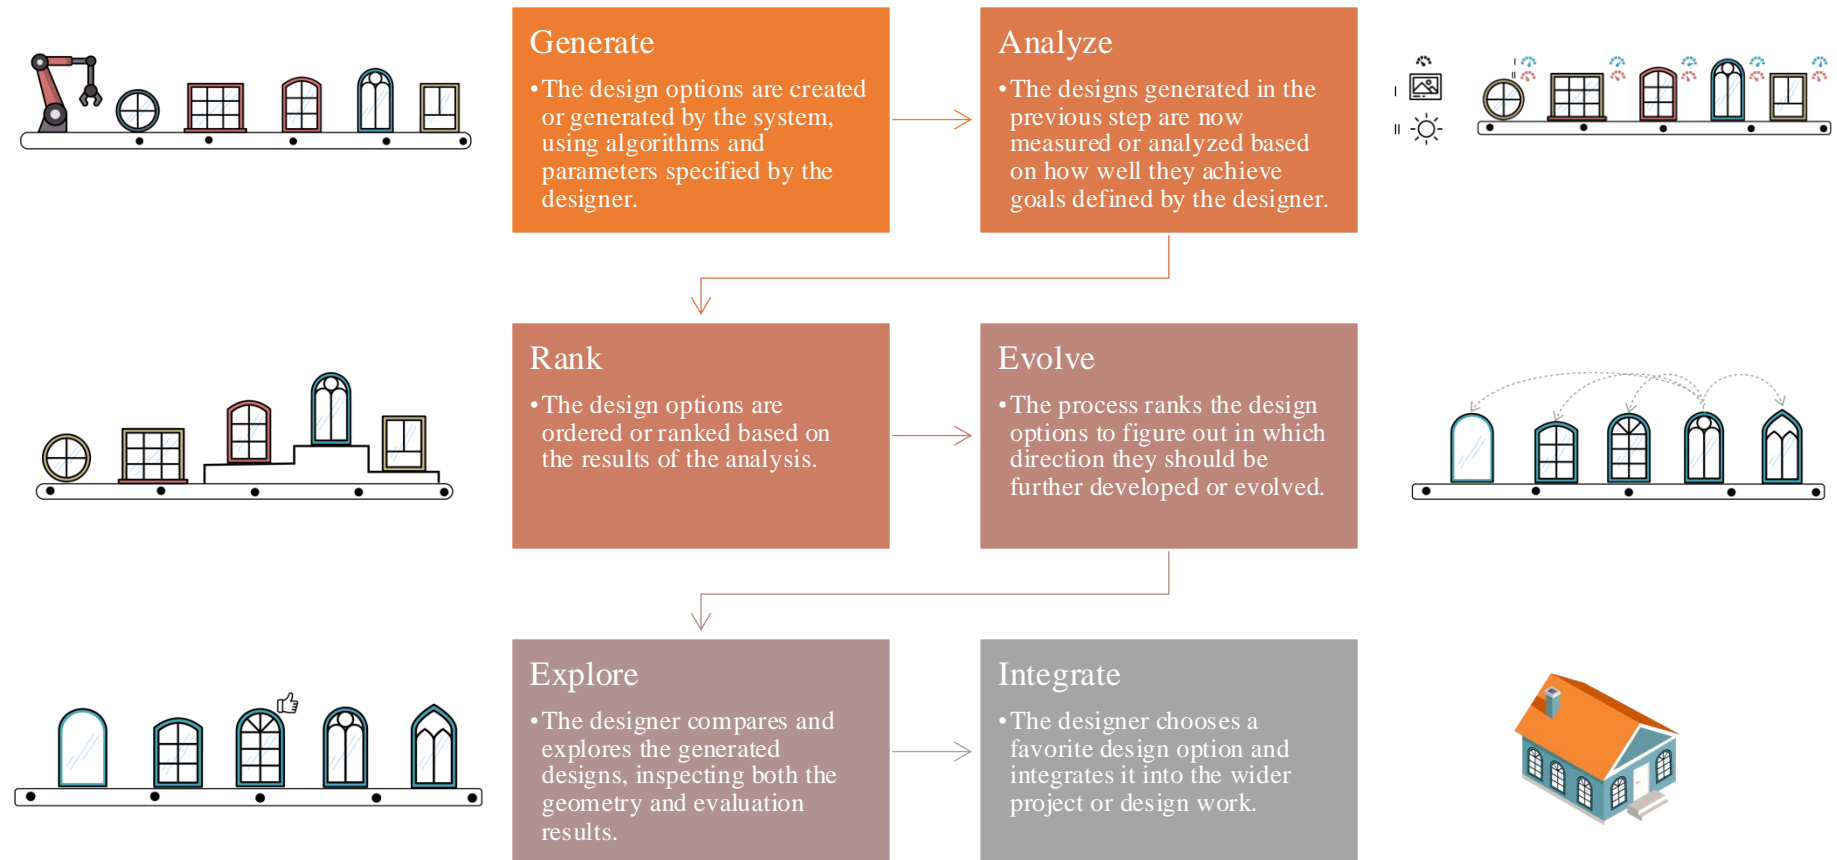 Generate
•The design options are created
or generated by the system,
using algorithms and
parameters specified by the
designer.
Analyze
•The designs generated in the
previous step are now
measured or analyzed based
on how well they achieve
goals defined by the designer.
I
II
I
II
Rank
•The design options are
ordered or ranked based on
the results of the analysis.
Evolve
•The process ranks the design
options to figure out in which
direction they should be
further developed or evolved.
Explore
•The designer compares and
explores the generated
designs, inspecting both the
geometry and evaluation
results.
Integrate
•The designer chooses a
favorite design option and
integrates it into the wider
project or design work.